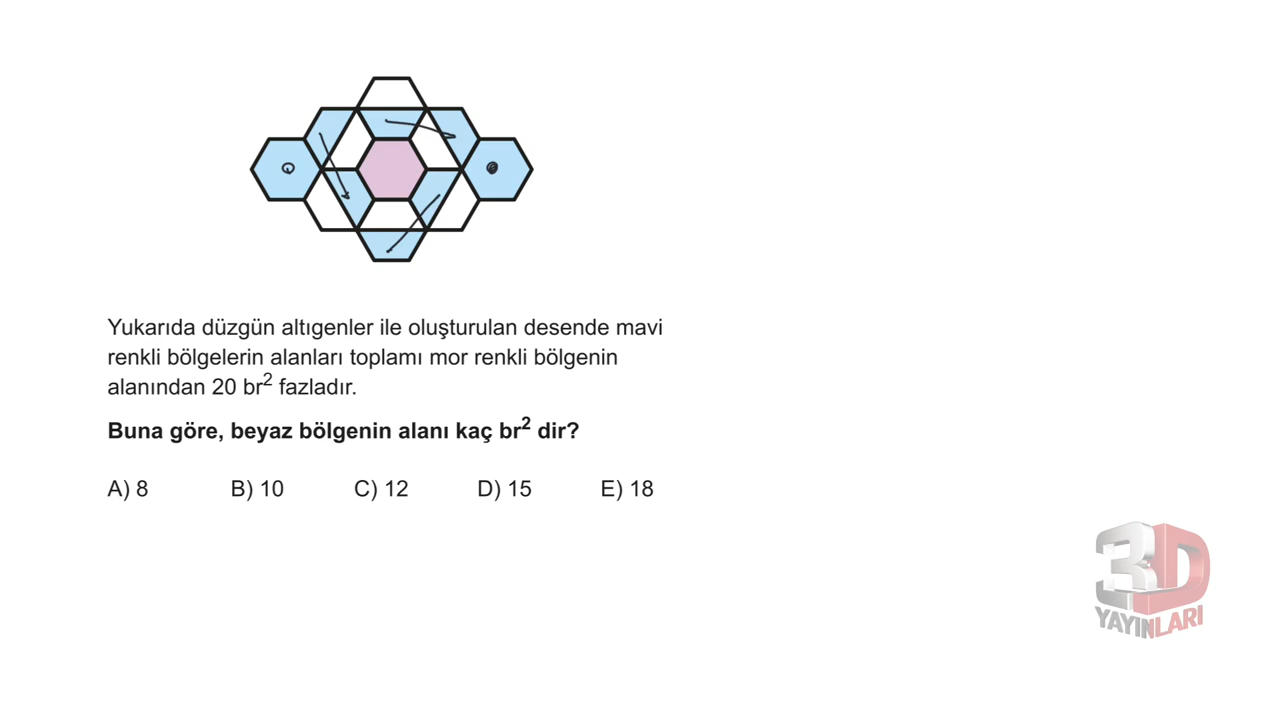 Yukarıda düzgün altıgenler ile oluşturulan desende mavi
renkli bölgelerin alanları toplamı mor renkli bölgenin
alanından 20 br² fazladır.
Buna göre, beyaz bölgenin alanı kaç br² dir?
A) 8 B) 10 C) 12 D) 15 E) 18
3D
YAYINLARI